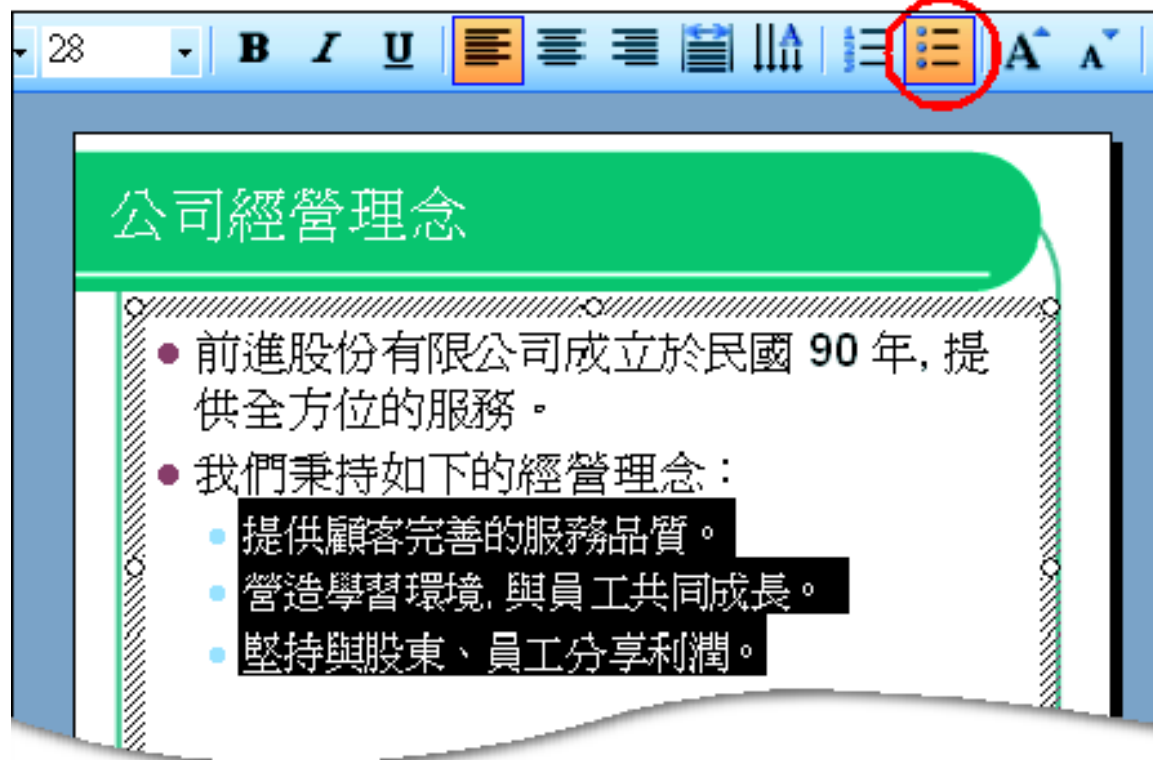 28 B I U A A A
公司經營理念
前進股份有限公司成立於民國 90 年, 提
供全方位的服務。
我們秉持如下的經營理念：
提供顧客完善的服務品質。
營造學習環境, 與員工共同成長。
堅持與股東、員工分享利潤。